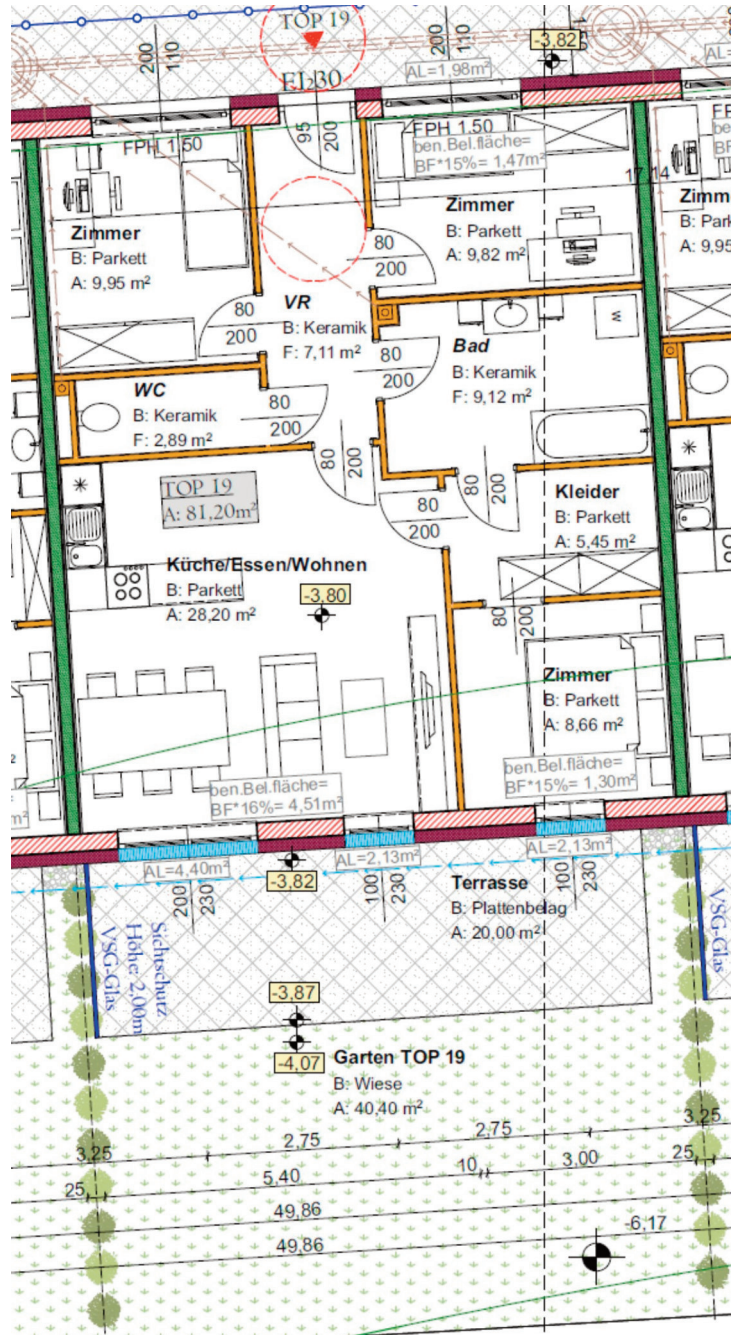 TOP 19
200
110
200
110
-3,82
AL=1,98m²
AL=
EI 30
95
200
FPH 1.50
FPH 1.50
ben.Bel.fläche=
BF*15%= 1,47m²
17,14
Zimmer
B: Parkett
A: 9,95 m²
Zimmer
B: Parkett
A: 9,82 m²
80
200
80
200
VR
B: Keramik
F: 7,11 m²
80
200
Bad
B: Keramik
F: 9,12 m²
W
WC
B: Keramik
F: 2,89 m²
80
200
80
200
TOP 19
A: 81,20m²
80
200
80
200
Kleider
B: Parkett
A: 5,45 m²
Küche/Essen/Wohnen
B: Parkett
A: 28,20 m²
-3,80
80
200
Zimmer
B: Parkett
A: 8,66 m²
ben.Bel.fläche=
BF*16%= 4,51m²
ben.Bel.fläche=
BF*15%= 1,30m²
AL=4,40m²
AL=2,13m²
AL=2,13m²
-3,82
200
230
100
230
100
230
Terrasse
B: Plattenbelag
A: 20,00 m²
Sichtschutz
Höhe: 2,00m
VSG-Glas
VSG-Glas
-3,87
-4,07
Garten TOP 19
B: Wiese
A: 40,40 m²
3,25
2,75
2,75
3,25
25
5,40
10
3,00
25
49,86
49,86
-6,17